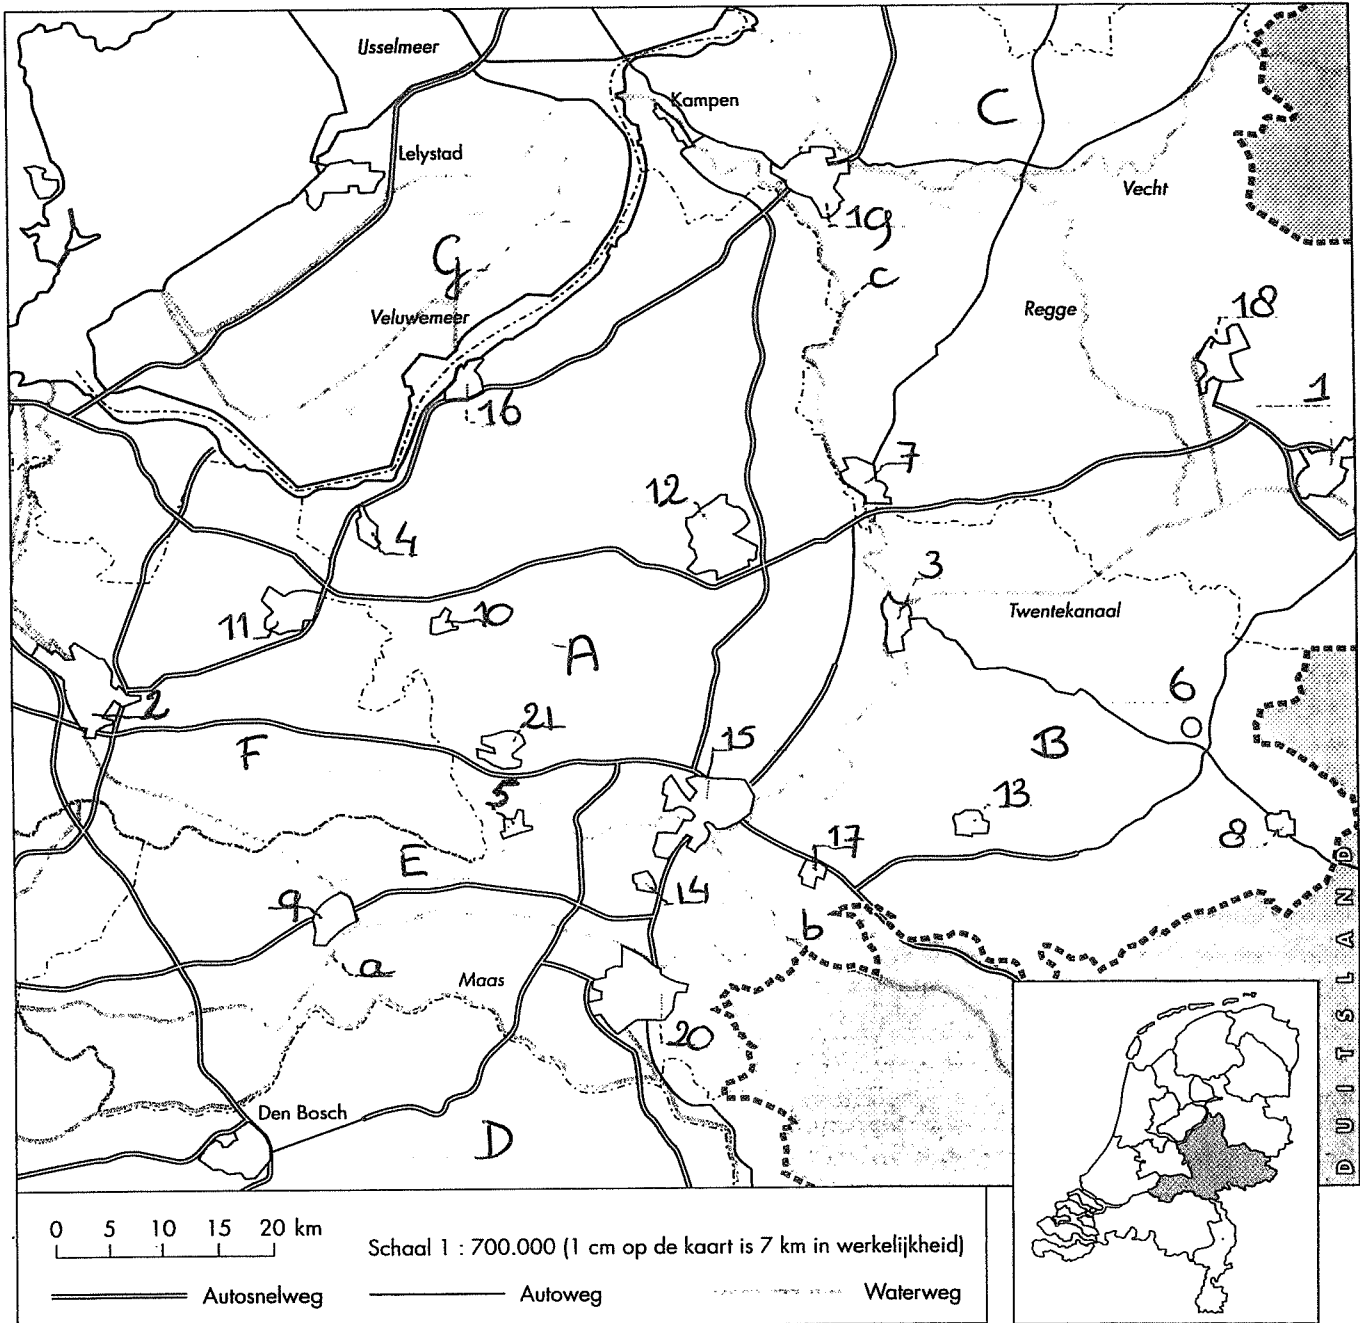 IJsselmeer
Kampen
C
Lelystad
Vecht
19
G
c
Veluwemeer
Regge
18
1
16
7
12
4
3
11
10
Twentekanaal
A
6
2
21
15
F
B
5
13
E
17
8
9
14
b
a
Maas
20
DUITSLAND
Den Bosch
D
0 5 10 15 20 km
Schaal 1 : 700.000 (1 cm op de kaart is 7 km in werkelijkheid)
Autosnelweg
Autoweg
Waterweg